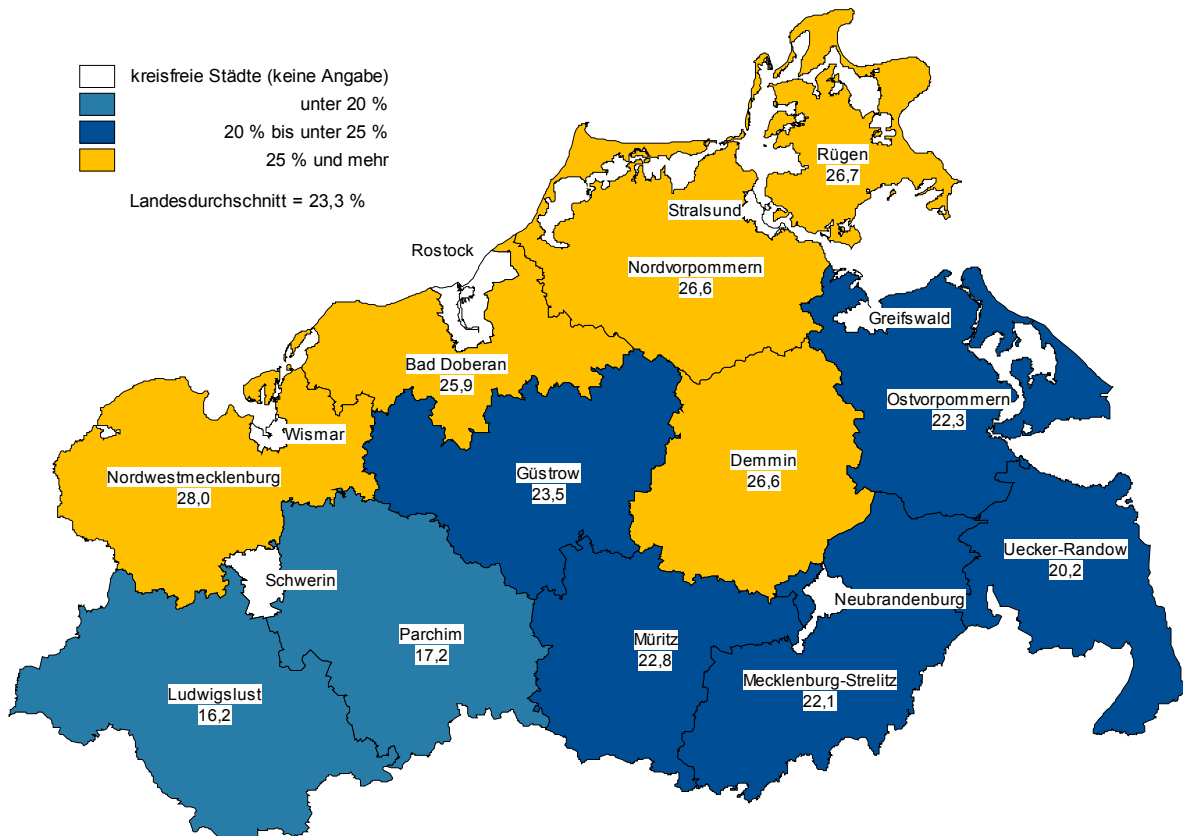 kreisfreie Städte (keine Angabe)
unter 20 %
20 % bis unter 25 %
25 % und mehr
Landesdurchschnitt = 23,3 %
Rügen
26,7
Stralsund
Rostock
Nordvorpommern
26,6
Greifswald
Bad Doberan
25,9
Ostvorpommern
22,3
Wismar
Nordwestmecklenburg
28,0
Güstrow
23,5
Demmin
26,6
Uecker-Randow
20,2
Schwerin
Neubrandenburg
Parchim
17,2
Müritz
22,8
Mecklenburg-Strelitz
22,1
Ludwigslust
16,2